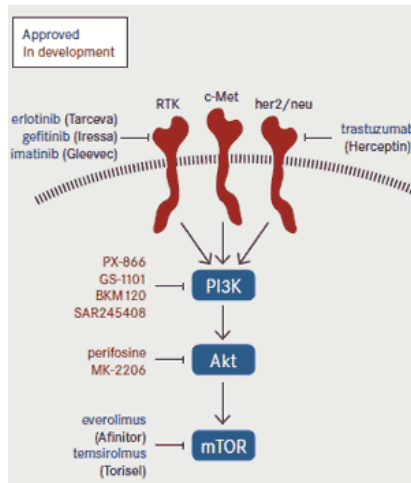 Approved
In development
RTK
c-Met
her2/neu
erlotinib (Tarceva)
gefitinib (Iressa)
imatinib (Gleevec)
trastuzumab
(Herceptin)
PX-866
GS-1101
BKM120
SAR245408
PI3K
perifosine
MK-2206
Akt
everolimus
(Afinitor)
temsirolmus
(Torisel)
mTOR